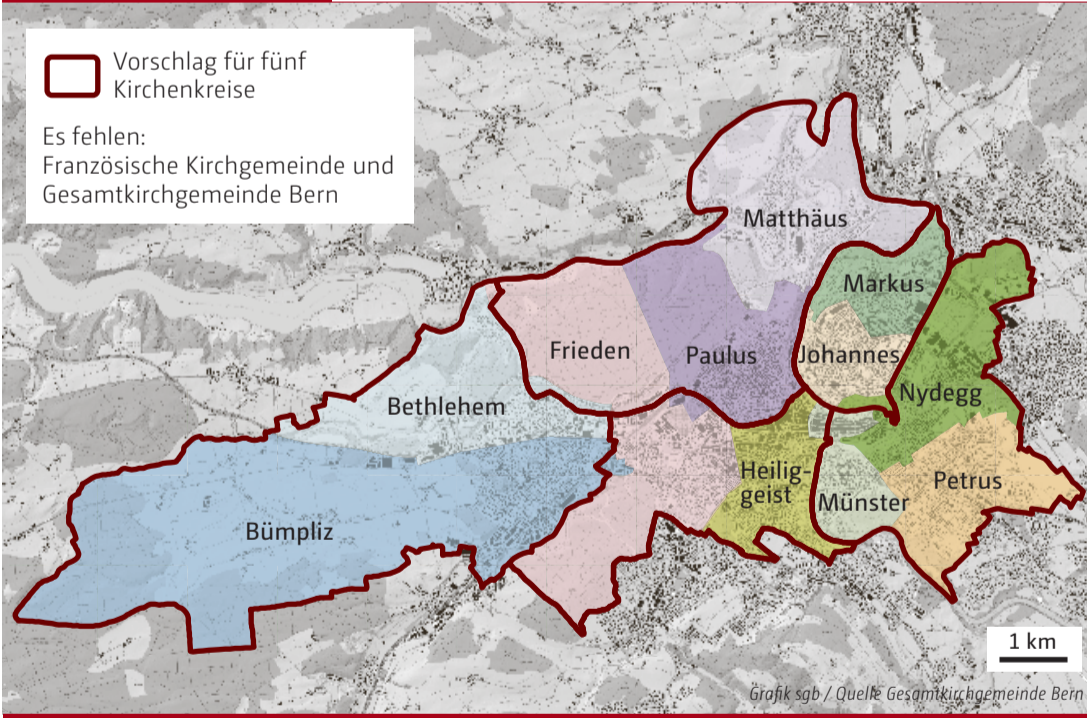 Vorschlag für fünf
Kirchenkreise
Es fehlen:
Französische Kirchgemeinde und
Gesamtkirchgemeinde Bern
Matthäus
Markus
Frieden
Paulus
Johannes
Nydegg
Bethlehem
Heilig-
geist
Petrus
Münster
Bümpliz
1 km
Grafik sgb / Quelle Gesamtkirchgemeinde Bern